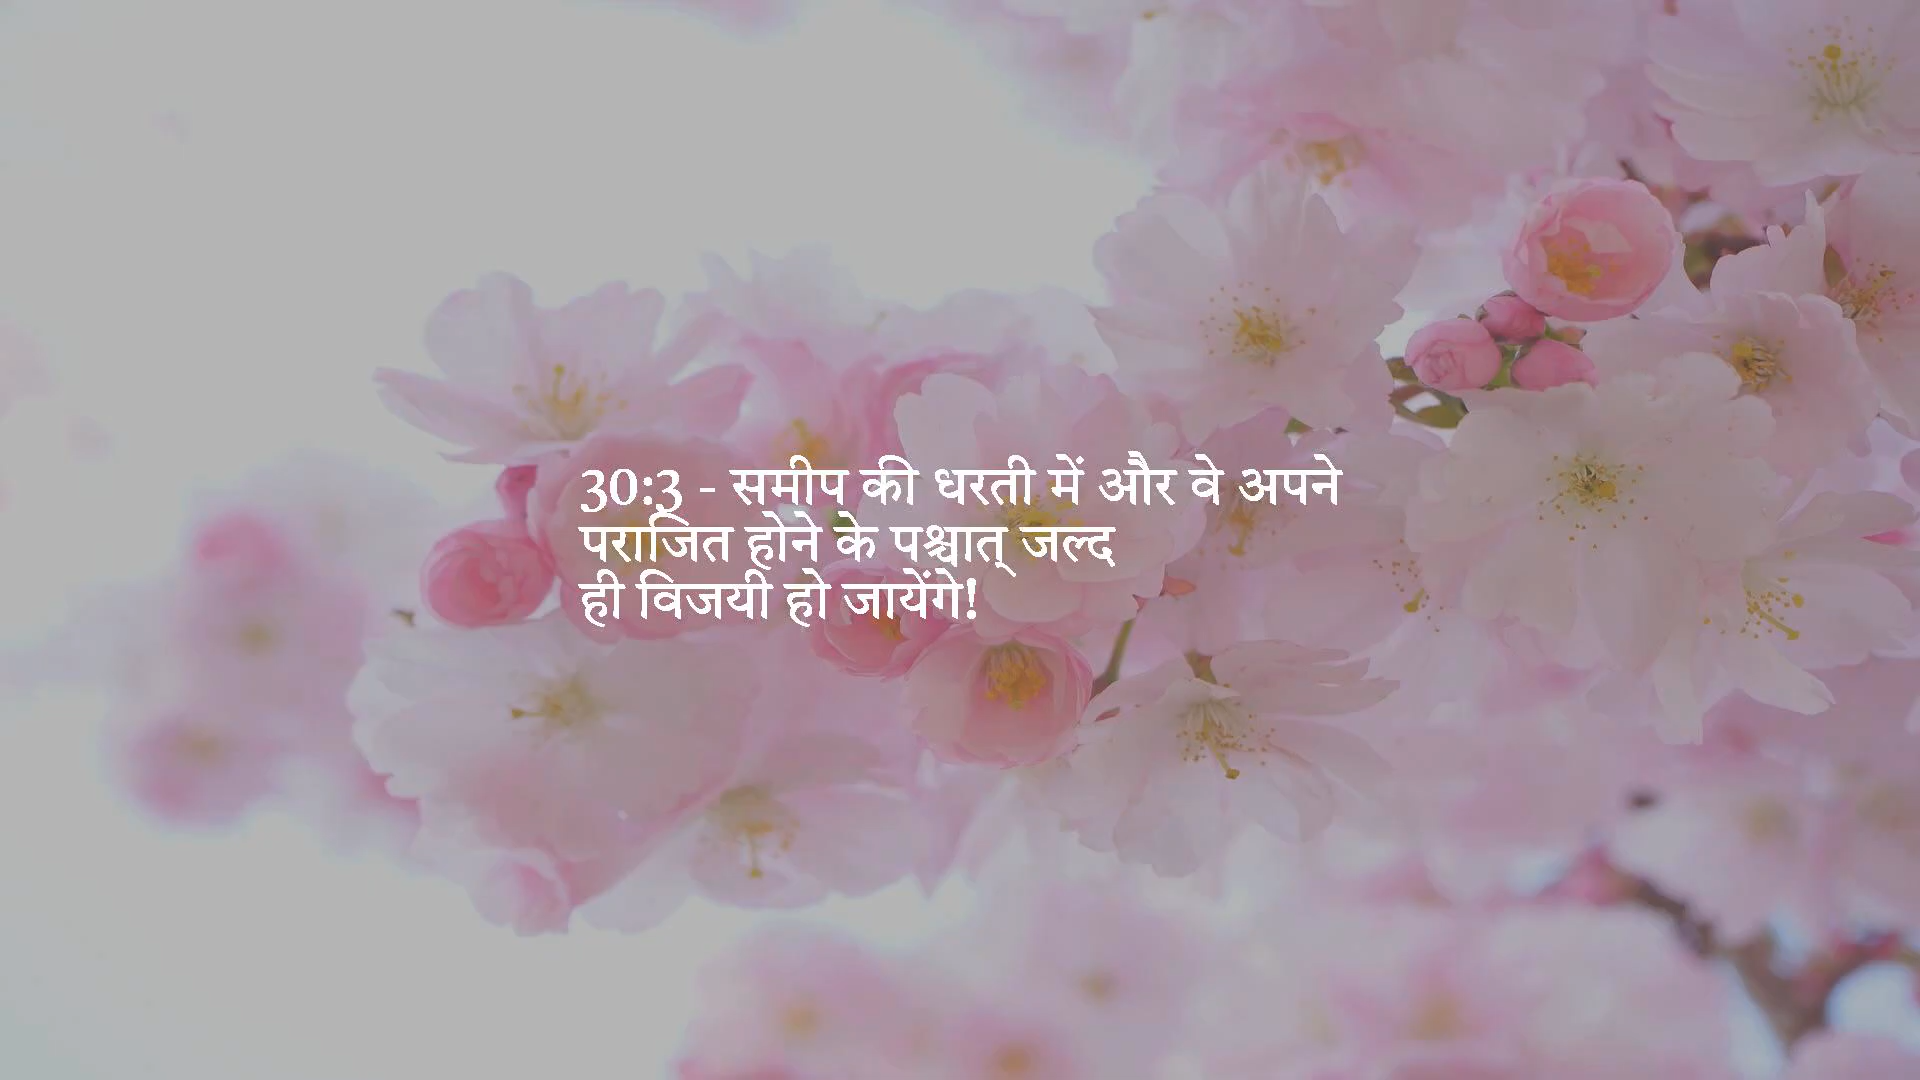 30:3 - समीप की धरती में और वे अपने
पराजित होने के पश्चात् जल्द
ही विजयी हो जायेंगे!